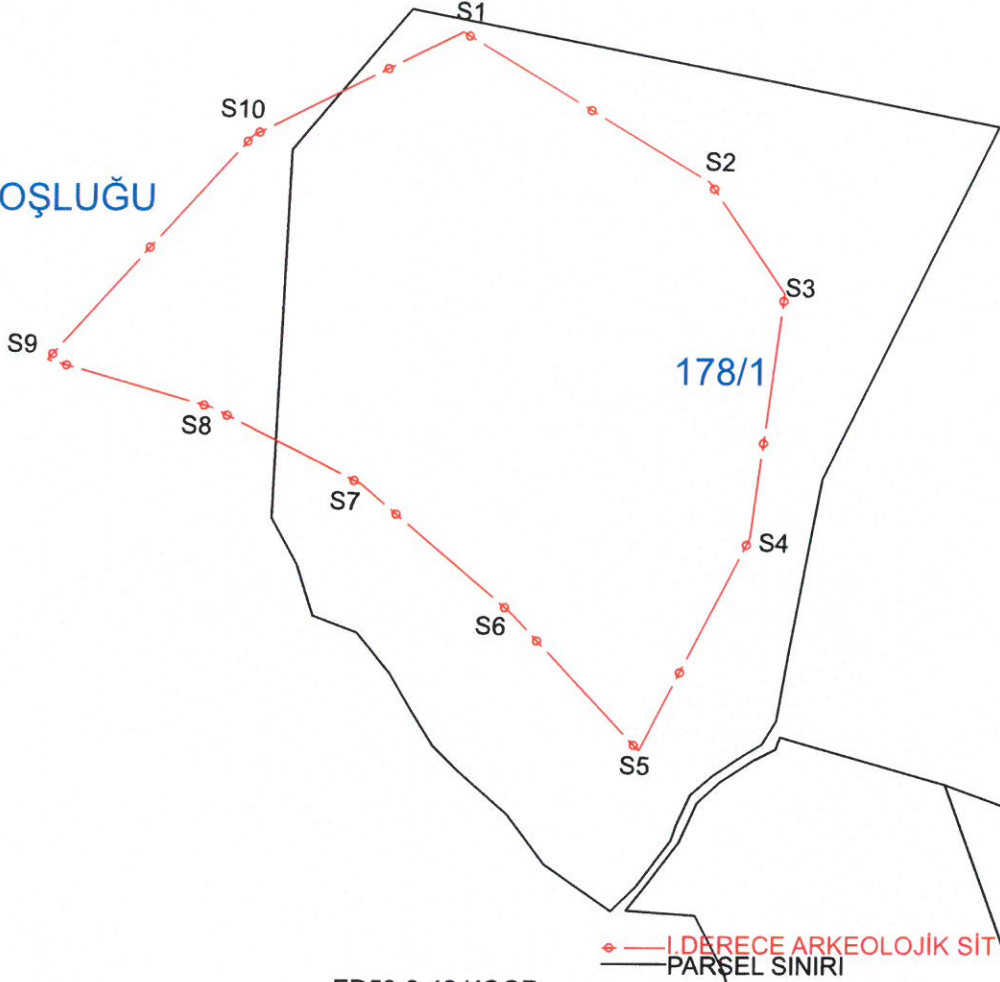 S1
S10
S2
OŞLUĞU
S3
S9
178/1
S8
S7
S4
S6
S5
I.DERECE ARKEOLOJİK SİT
PARSEL SINIRI